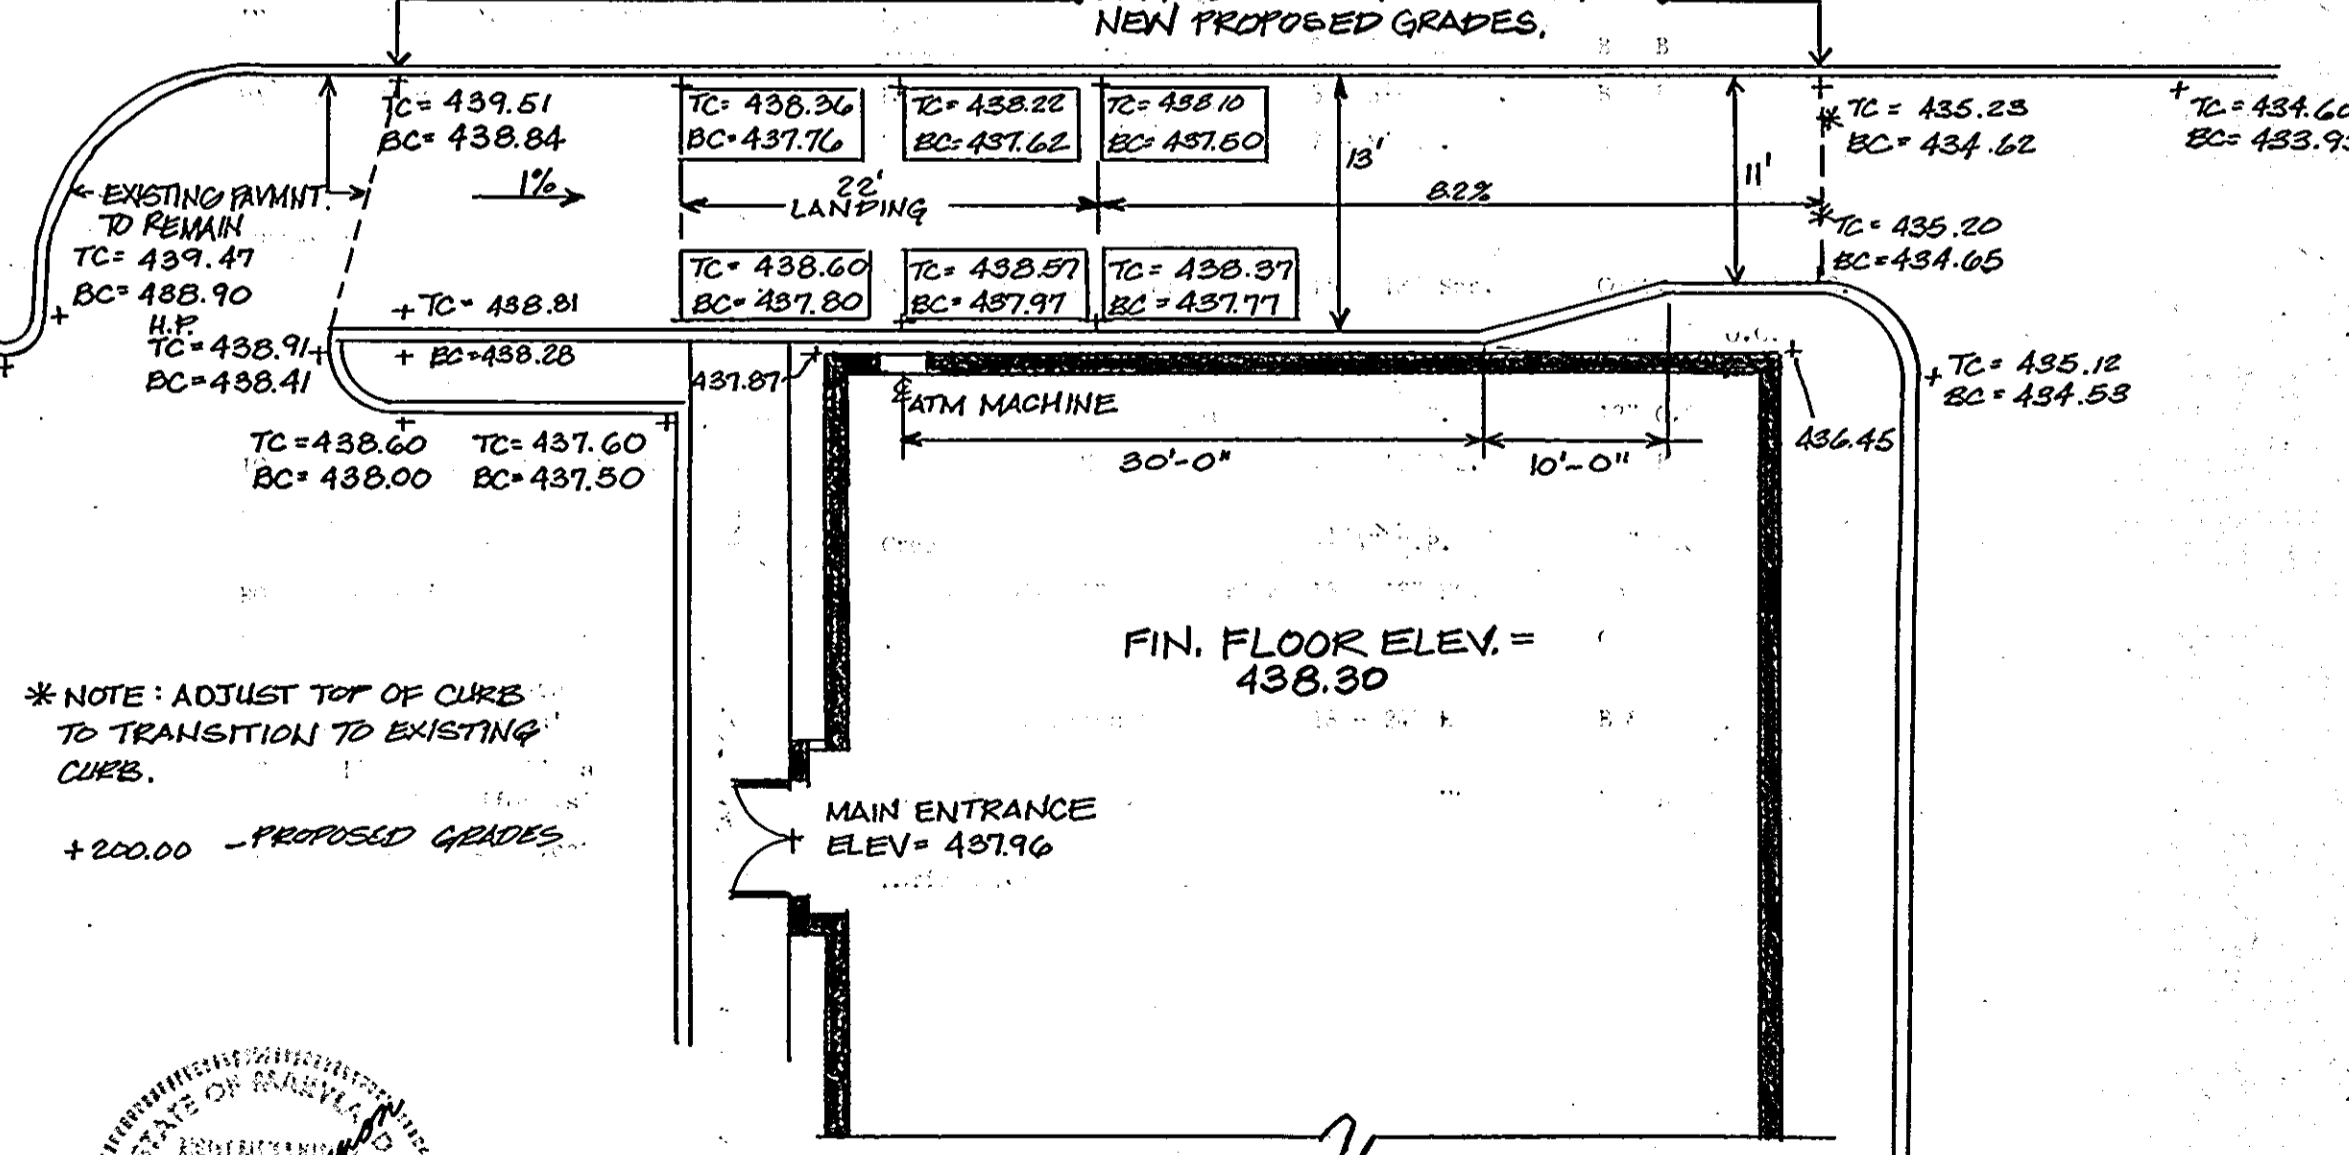 NEW PROPOSED GRADES.
TC= 439.51
BC= 438.84
TC= 438.36
BC= 437.76
TC= 438.22
BC= 437.62
TC= 438.10
BC= 437.50
13'
11'
* TC = 435.23
BC= 434.62
TC = 434.60
BC= 433.93
EXISTING PAVMNT.
TO REMAIN
1%
22'
LANDING
8.2%
* TC= 435.20
BC=434.65
TC= 439.47
BC= 488.90
TC= 438.60
BC= 437.80
TC= 438.57
BC= 437.97
TC= 438.37
BC= 437.77
+ TC= 438.81
+ BC=438.28
H.P.
TC=438.91
BC=438.41
437.87
℄ ATM MACHINE
TC = 435.12
BC= 434.53
436.45
30'-0"
10'-0"
TC=438.60
BC= 438.00
TC= 437.60
BC= 437.50
FIN. FLOOR ELEV. =
438.30
* NOTE: ADJUST TOP OF CURB
TO TRANSITION TO EXISTING
CURB.
+200.00 - PROPOSED GRADES
MAIN ENTRANCE
ELEV= 437.96
STATE OF MARYLAND